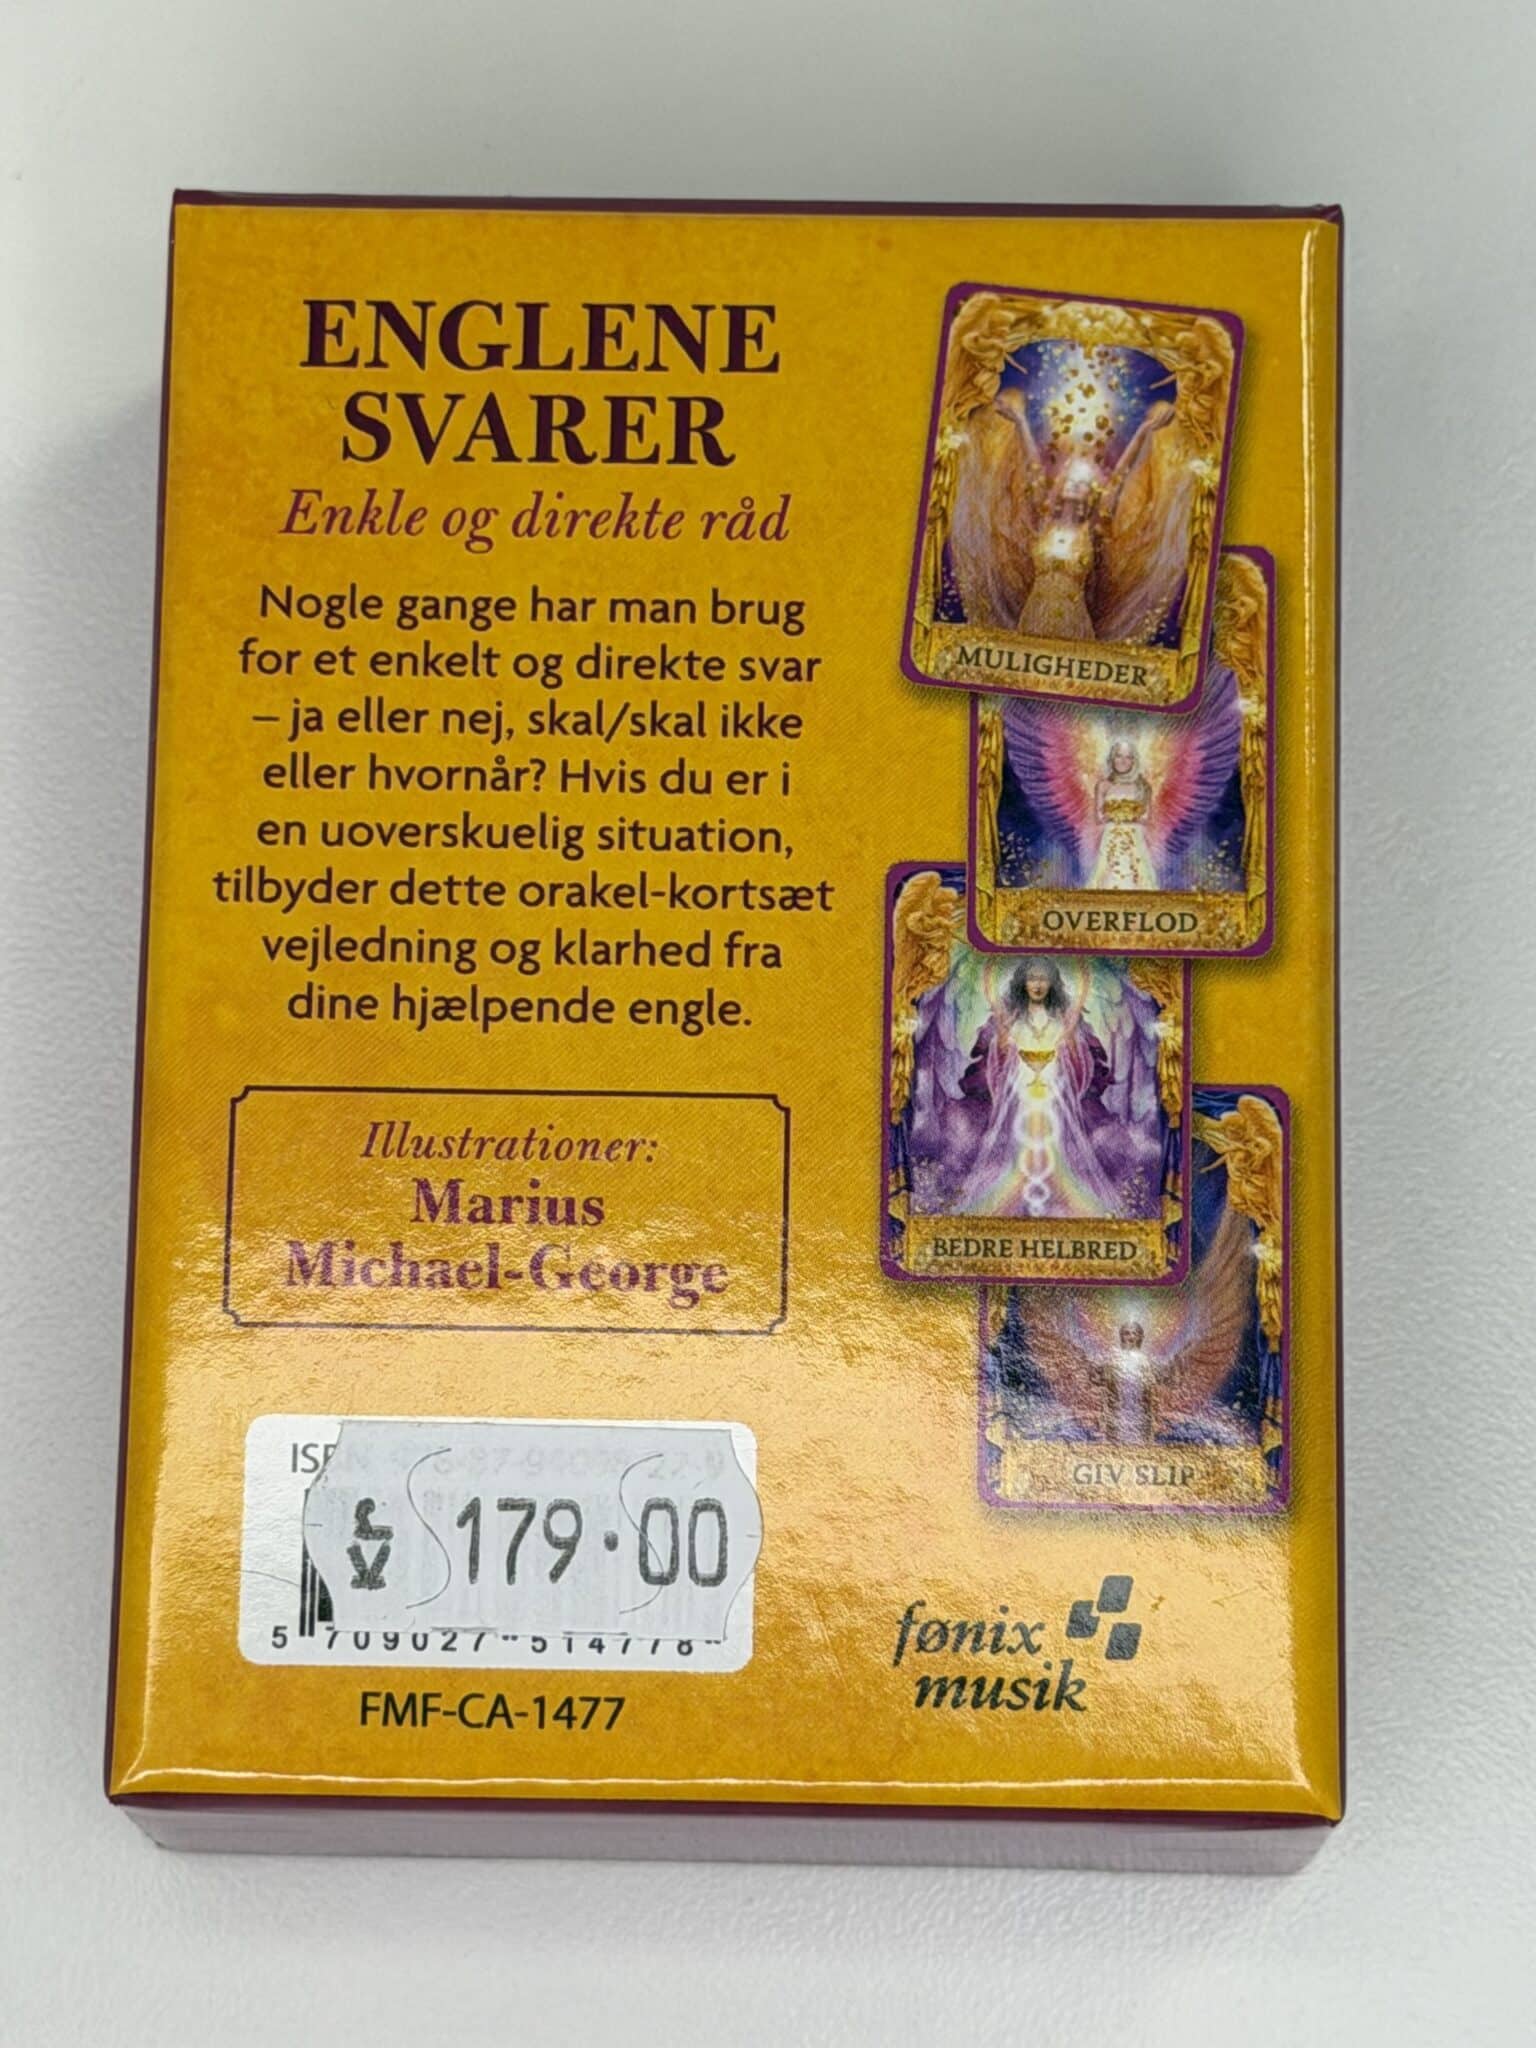 ENGLENE
SVARER
Enkle og direkte råd
Nogle gange har man brug
for et enkelt og direkte svar
– ja eller nej, skal/skal ikke
eller hvornår? Hvis du er i
en uoverskuelig situation,
tilbyder dette orakel-kortsæt
vejledning og klarhed fra
dine hjælpende engle.
Illustrationer:
Marius
Michael-George
MULIGHEDER
OVERFLOD
BEDRE HELBRED
GIV SLIP
179.00
5 709027 514778
FMF-CA-1477
fønix
musik